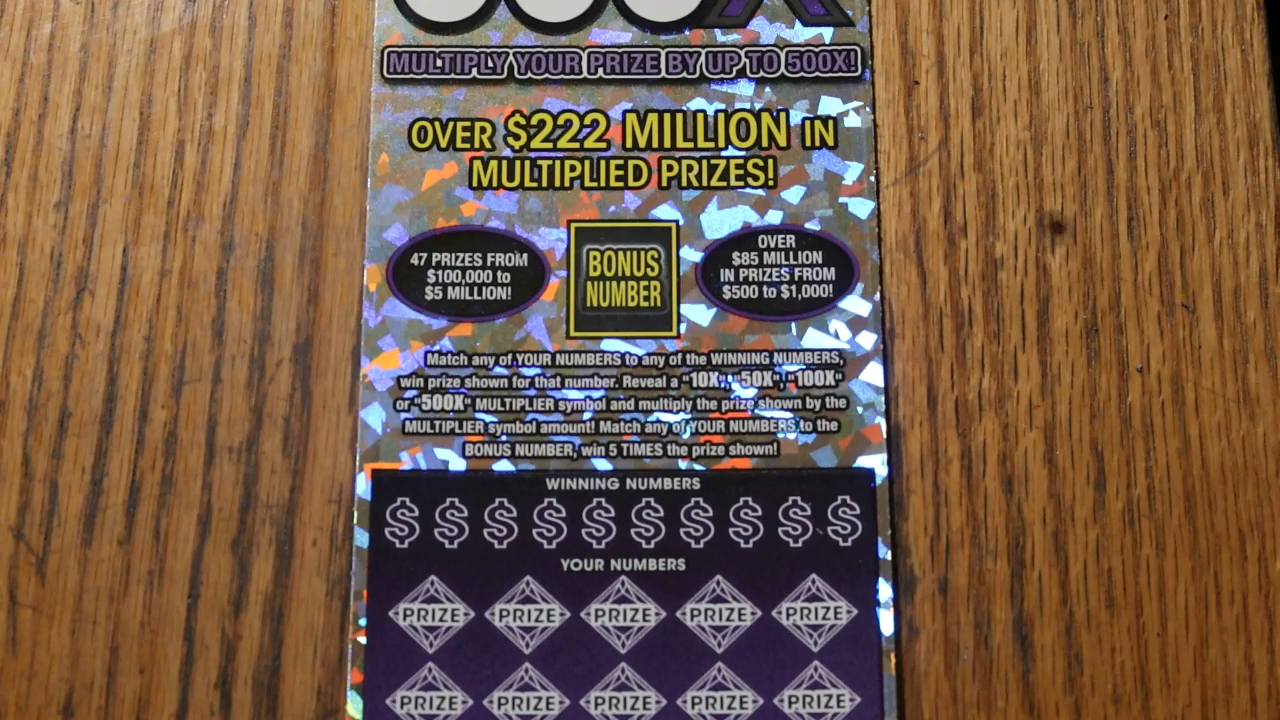 MULTIPLY YOUR PRIZE BY UP TO 500X!
OVER $222 MILLION IN
MULTIPLIED PRIZES!
47 PRIZES FROM
$100,000 to
$5 MILLION!
BONUS
NUMBER
OVER
$85 MILLION
IN PRIZES FROM
$500 to $1,000!
Match any of YOUR NUMBERS to any of the WINNING NUMBERS,
win prize shown for that number. Reveal a "10X", "50X", "100X"
or "500X" MULTIPLIER symbol and multiply the prize shown by the
MULTIPLIER symbol amount! Match any of YOUR NUMBERS to the
BONUS NUMBER, win 5 TIMES the prize shown!
WINNING NUMBERS
$ $ $ $ $ $ $ $ $ $
YOUR NUMBERS
PRIZE PRIZE PRIZE PRIZE PRIZE
PRIZE PRIZE PRIZE PRIZE PRIZE